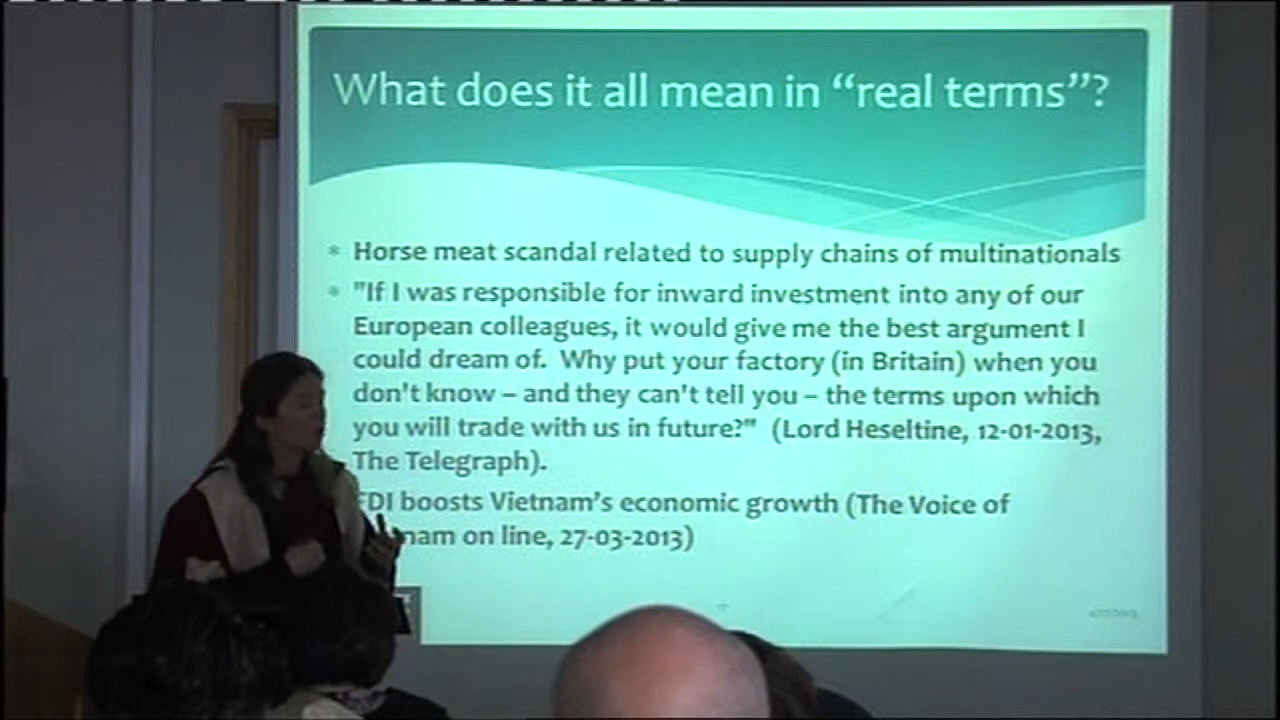 What does it all mean in “real terms”?
* Horse meat scandal related to supply chains of multinationals
* "If I was responsible for inward investment into any of our
European colleagues, it would give me the best argument I
could dream of. Why put your factory (in Britain) when you
don't know – and they can't tell you – the terms upon which
you will trade with us in future?" (Lord Heseltine, 12-01-2013,
The Telegraph).
FDI boosts Vietnam’s economic growth (The Voice of
nam on line, 27-03-2013)